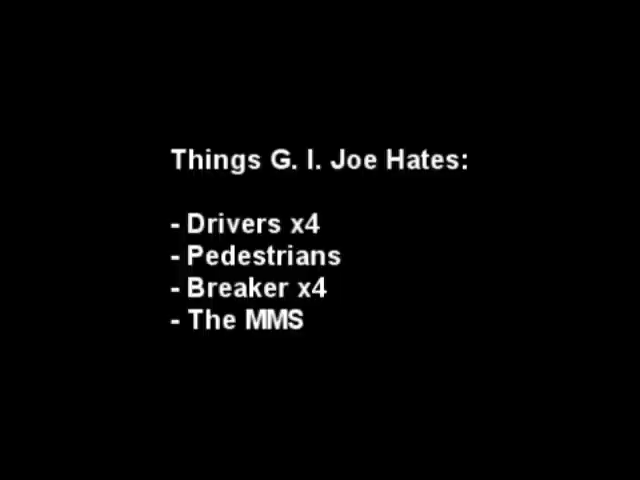 Things G. I. Joe Hates:
- Drivers x4
- Pedestrians
- Breaker x4
- The MMS